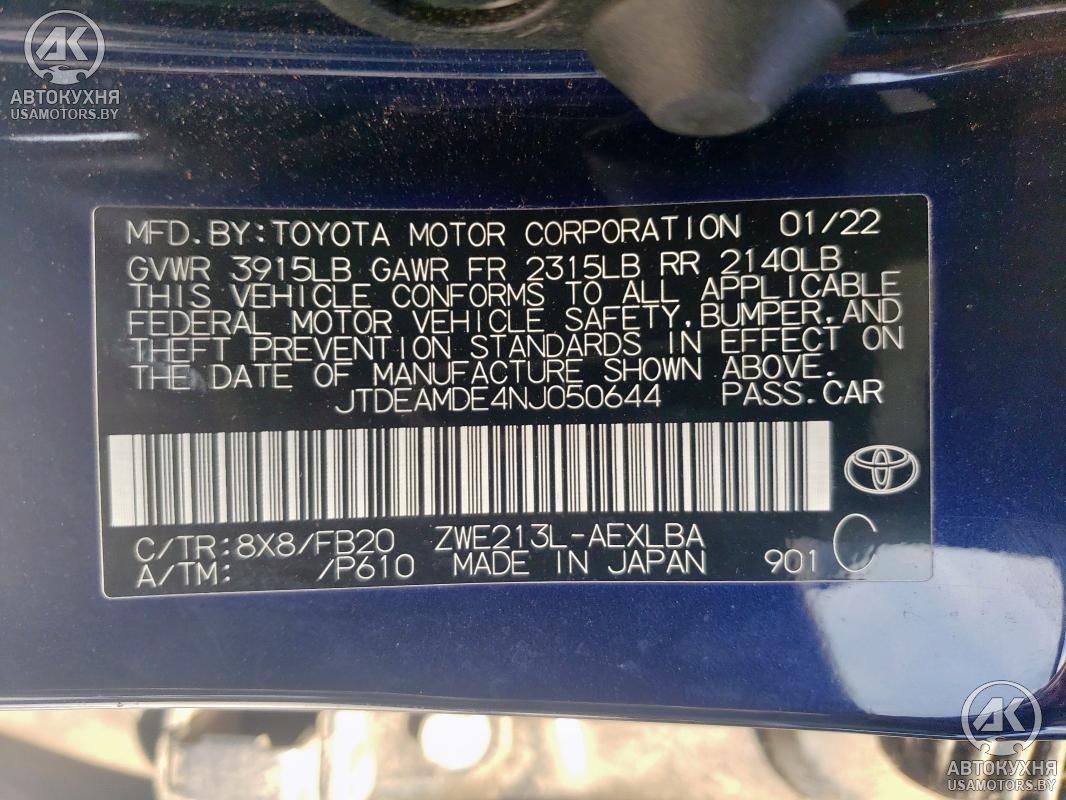 АК
АВТОКУХНЯ
USAMOTORS.BY
MFD. BY: TOYOTA MOTOR CORPORATION 01/22
GVWR 3915LB GAWR FR 2315LB RR 2140LB
THIS VEHICLE CONFORMS TO ALL APPLICABLE
FEDERAL MOTOR VEHICLE SAFETY, BUMPER, AND
THEFT PREVENTION STANDARDS IN EFFECT ON
THE DATE OF MANUFACTURE SHOWN ABOVE.
JTDEAMDE4NJ050644 PASS. CAR
C/TR: 8X8/FB20 ZWE213L-AEXLBA
A/TM: /P610 MADE IN JAPAN 901 C
АК
АВТОКУХНЯ
USAMOTORS.BY